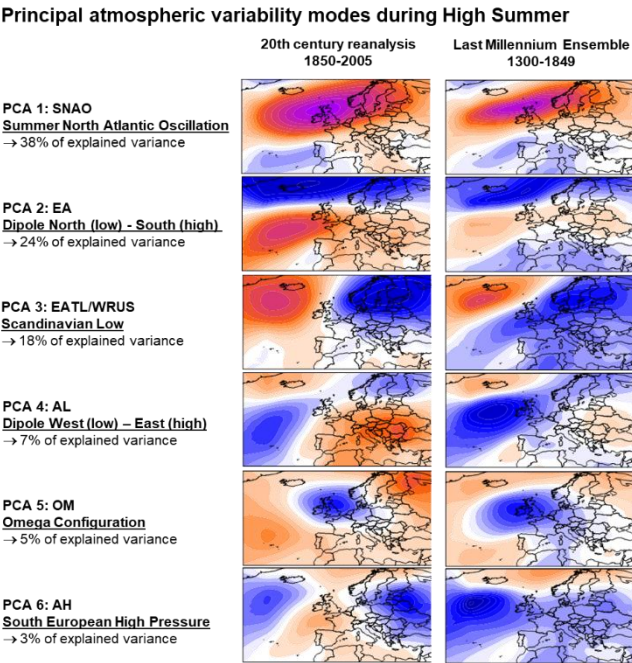 Principal atmospheric variability modes during High Summer
20th century reanalysis
1850-2005
Last Millennium Ensemble
1300-1849
PCA 1: SNAO
Summer North Atlantic Oscillation
→ 38% of explained variance
PCA 2: EA
Dipole North (low) - South (high)
→ 24% of explained variance
PCA 3: EATL/WRUS
Scandinavian Low
→ 18% of explained variance
PCA 4: AL
Dipole West (low) – East (high)
→ 7% of explained variance
PCA 5: OM
Omega Configuration
→ 5% of explained variance
PCA 6: AH
South European High Pressure
→ 3% of explained variance